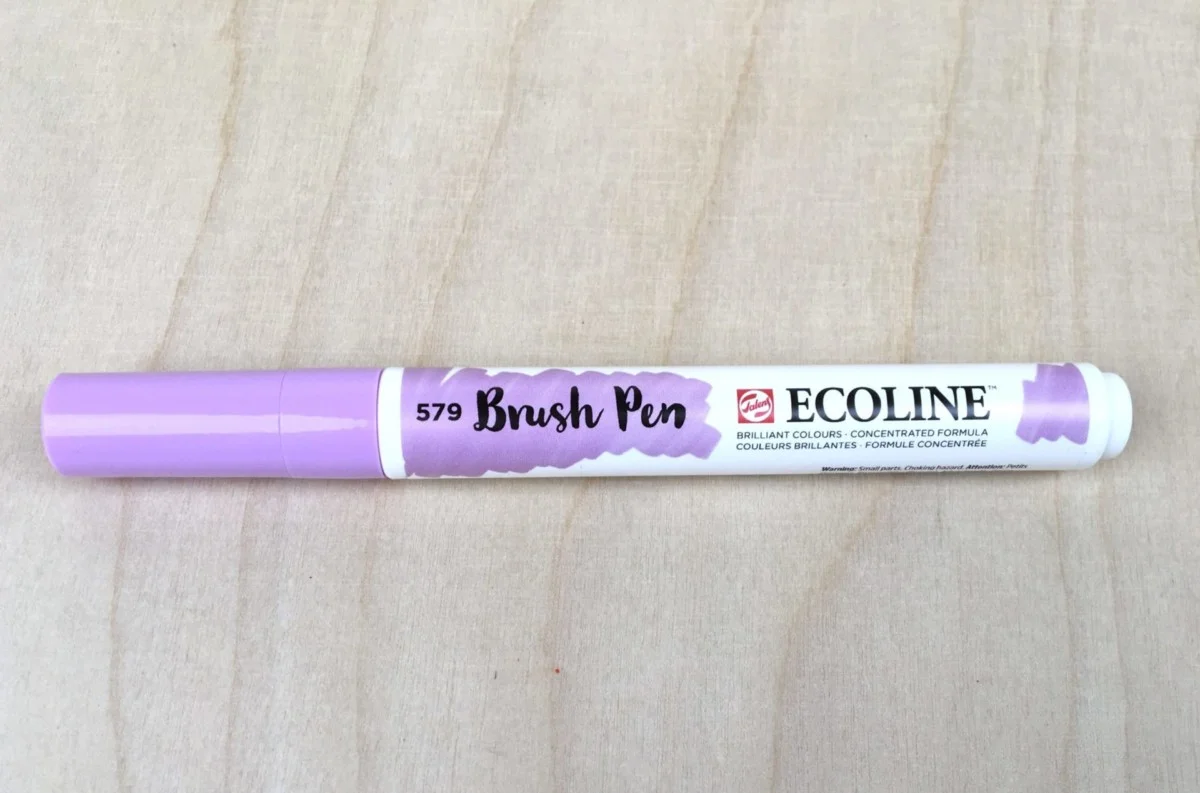 579 Brush Pen
Talens ECOLINE™
BRILLIANT COLOURS · CONCENTRATED FORMULA
COULEURS BRILLANTES · FORMULE CONCENTRÉE
Warning: Small parts. Choking hazard. Attention: Petits